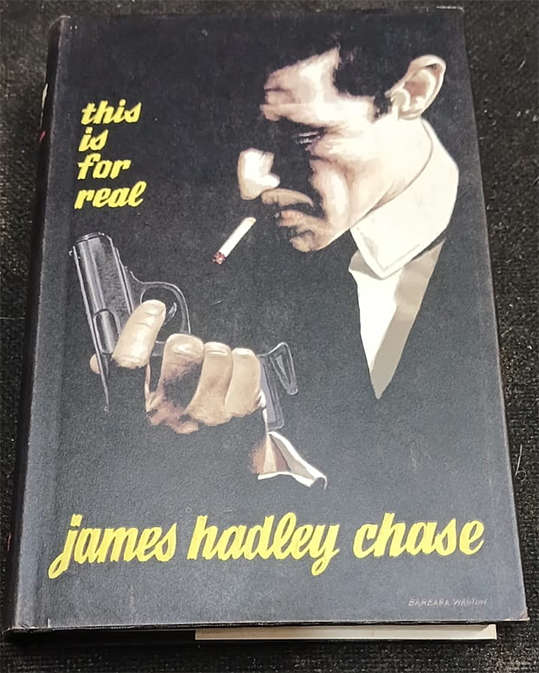 this
is
for
real
james hadley chase
BARBARA WALTON